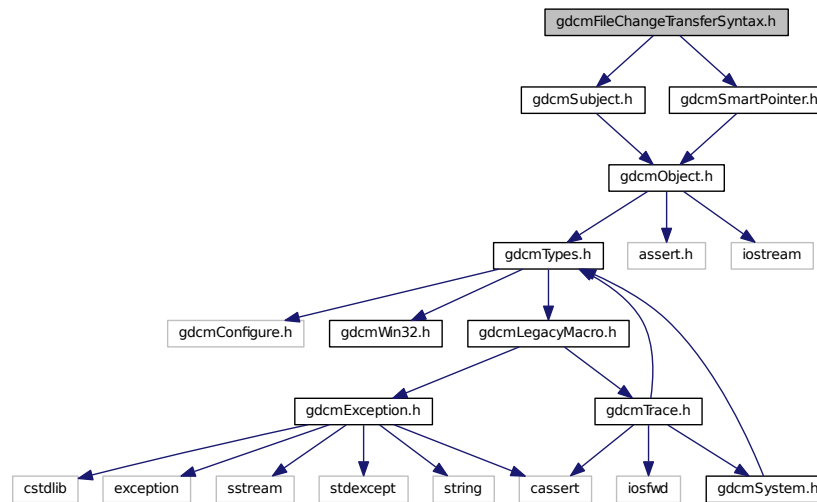 gdcmFileChangeTransferSyntax.h
gdcmSubject.h
gdcmSmartPointer.h
gdcmObject.h
gdcmTypes.h
assert.h
iostream
gdcmConfigure.h
gdcmWin32.h
gdcmLegacyMacro.h
gdcmException.h
gdcmTrace.h
cstdlib
exception
sstream
stdexcept
string
cassert
iosfwd
gdcmSystem.h